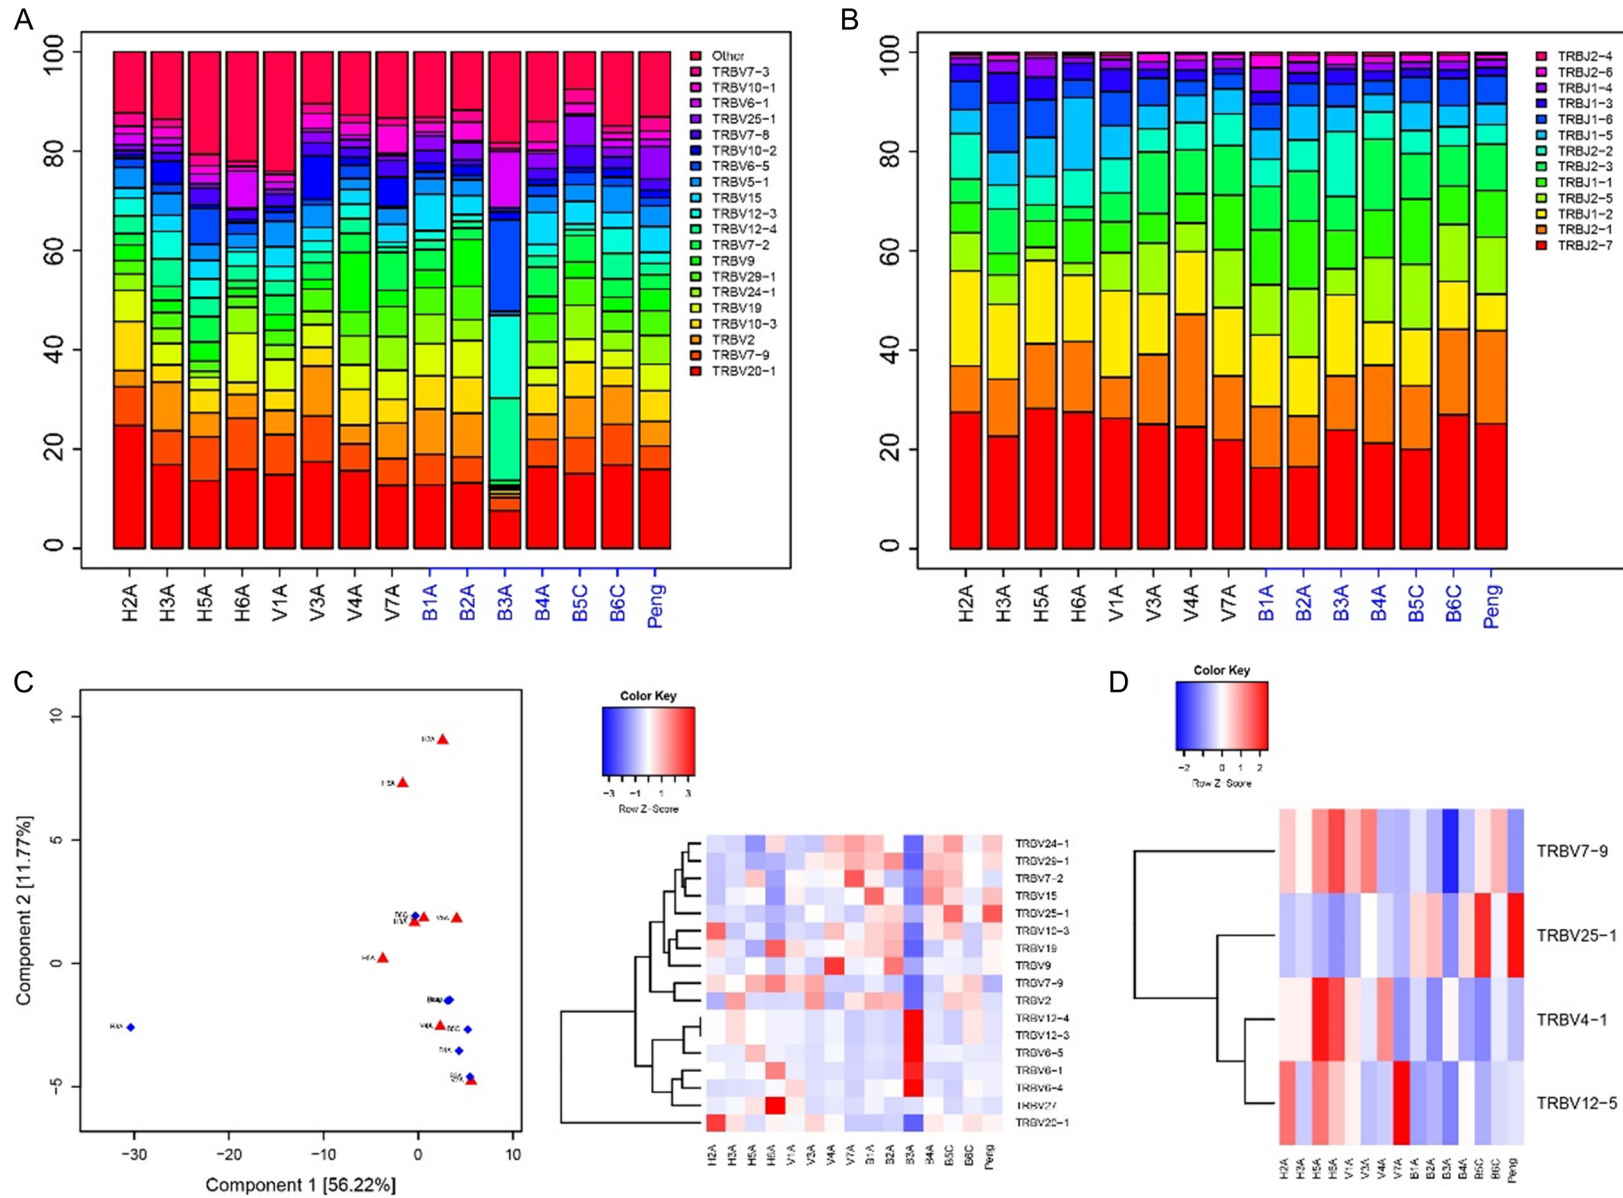 A
100
80
60
40
20
0
H2A H3A H5A H6A V1A V3A V4A V7A B1A B2A B3A B4A B5C B6C Peng
Other
TRBV7-3
TRBV10-1
TRBV6-1
TRBV25-1
TRBV7-8
TRBV10-2
TRBV6-5
TRBV5-1
TRBV15
TRBV12-3
TRBV12-4
TRBV7-2
TRBV9
TRBV29-1
TRBV24-1
TRBV19
TRBV10-3
TRBV2
TRBV7-9
TRBV20-1
B
100
80
60
40
20
0
H2A H3A H5A H6A V1A V3A V4A V7A B1A B2A B3A B4A B5C B6C Peng
TRBJ2-4
TRBJ2-6
TRBJ1-4
TRBJ1-3
TRBJ1-6
TRBJ1-5
TRBJ2-2
TRBJ2-3
TRBJ1-1
TRBJ2-5
TRBJ1-2
TRBJ2-1
TRBJ2-7
C
Component 2 [11.77%]
10
5
0
-5
-30 -20 -10 0 10
Component 1 [56.22%]
V4A
B5C
Color Key
-3 -1 1 3
Row Z-Score
TRBV24-1
TRBV29-1
TRBV7-2
TRBV15
TRBV25-1
TRBV10-3
TRBV19
TRBV9
TRBV7-9
TRBV2
TRBV12-4
TRBV12-3
TRBV6-5
TRBV6-1
TRBV6-4
TRBV27
TRBV20-1
H2A H3A H5A H6A V1A V3A V4A V7A B1A B2A B3A B4A B5C B6C Peng
D
Color Key
-2 0 1 2
Row Z-Score
TRBV7-9
TRBV25-1
TRBV4-1
TRBV12-5
H2A H3A H5A H6A V1A V3A V4A V7A B1A B2A B3A B4A B5C B6C Peng